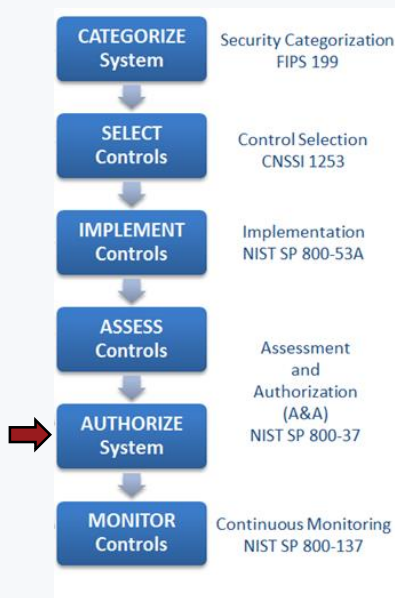 CATEGORIZE
System
Security Categorization
FIPS 199
SELECT
Controls
Control Selection
CNSSI 1253
IMPLEMENT
Controls
Implementation
NIST SP 800-53A
ASSESS
Controls
Assessment
and
Authorization
(A&A)
NIST SP 800-37
AUTHORIZE
System
MONITOR
Controls
Continuous Monitoring
NIST SP 800-137